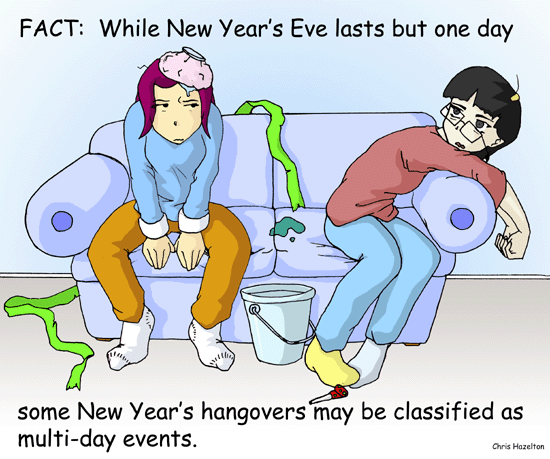 FACT:  While New Year's Eve lasts but one day
some New Year's hangovers may be classified as
multi-day events.
Chris Hazelton